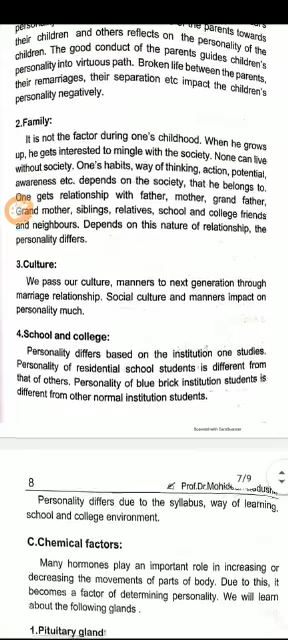 of the parents towards
their children and others reflects on the personality of the
children. The good conduct of the parents guides children's
personality into virtuous path. Broken life between the parents,
their remarriages, their separation etc impact the children's
personality negatively.
2.Family:
It is not the factor during one's childhood. When he grows
up, he gets interested to mingle with the society. None can live
without society. One's habits, way of thinking, action, potential,
awareness etc. depends on the society, that he belongs to.
One gets relationship with father, mother, grand father,
Grand mother, siblings, relatives, school and college friends
and neighbours. Depends on this nature of relationship, the
personality differs.
3.Culture:
We pass our culture, manners to next generation through
marriage relationship. Social culture and manners impact on
personality much.
4.School and college:
Personality differs based on the institution one studies.
Personality of residential school students is different from
that of others. Personality of blue brick institution students is
different from other normal institution students.
Scanned with CamScanner
7/9
8
Prof.Dr.Mohid
Personality differs due to the syllabus, way of learning,
school and college environment.
C.Chemical factors:
Many hormones play an important role in increasing or
decreasing the movements of parts of body. Due to this, it
becomes a factor of determining personality. We will learn
about the following glands .
1.Pituitary gland: